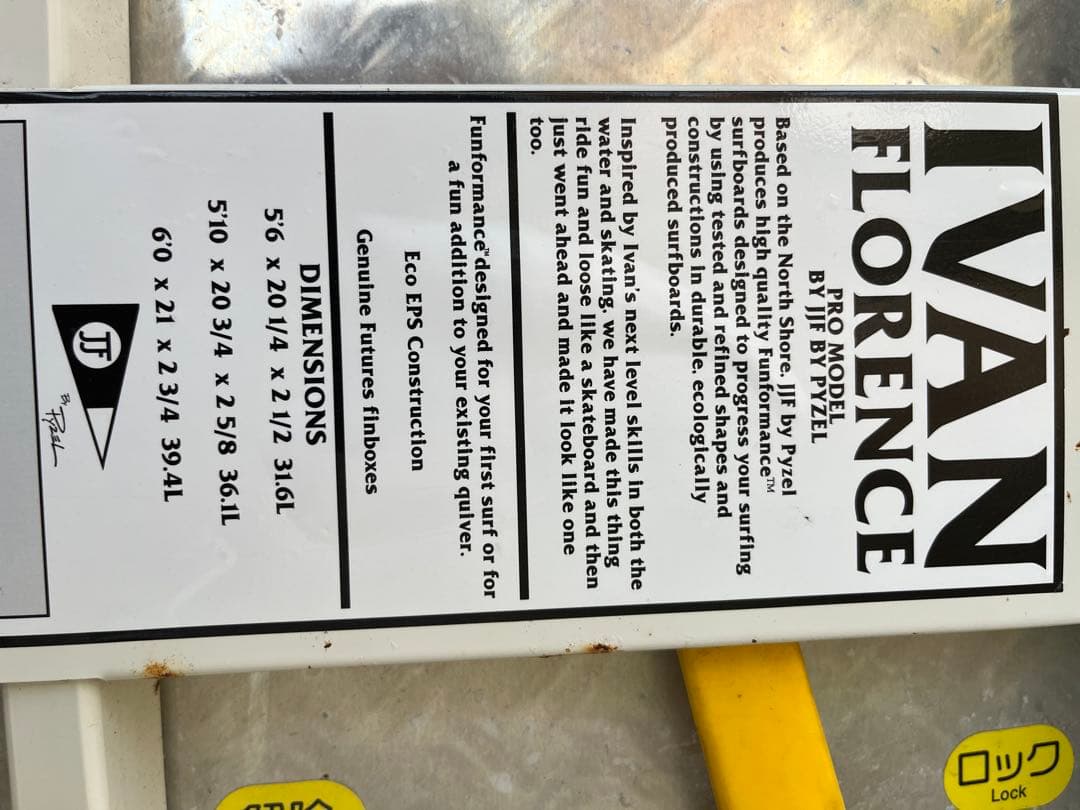 IVAN
FLORENCE
PRO MODEL
BY JJF BY PYZEL
Based on the North Shore, JJF by Pyzel
produces high quality Funformance™
surfboards designed to progress your surfing
by using tested and refined shapes and
constructions in durable, ecologically
produced surfboards.
Inspired by Ivan's next level skills in both the
water and skating, we have made this thing
ride fun and loose like a skateboard and then
just went ahead and made it look like one
too.
Funformance™ designed for your first surf or for
a fun addition to your existing quiver.
Eco EPS Construction
Genuine Futures finboxes
DIMENSIONS
5'6 x 20 1/4 x 2 1/2 31.6L
5'10 x 20 3/4 x 2 5/8 36.1L
6'0 x 21 x 2 3/4 39.4L
JJF
By Pyzel
ロック
Lock